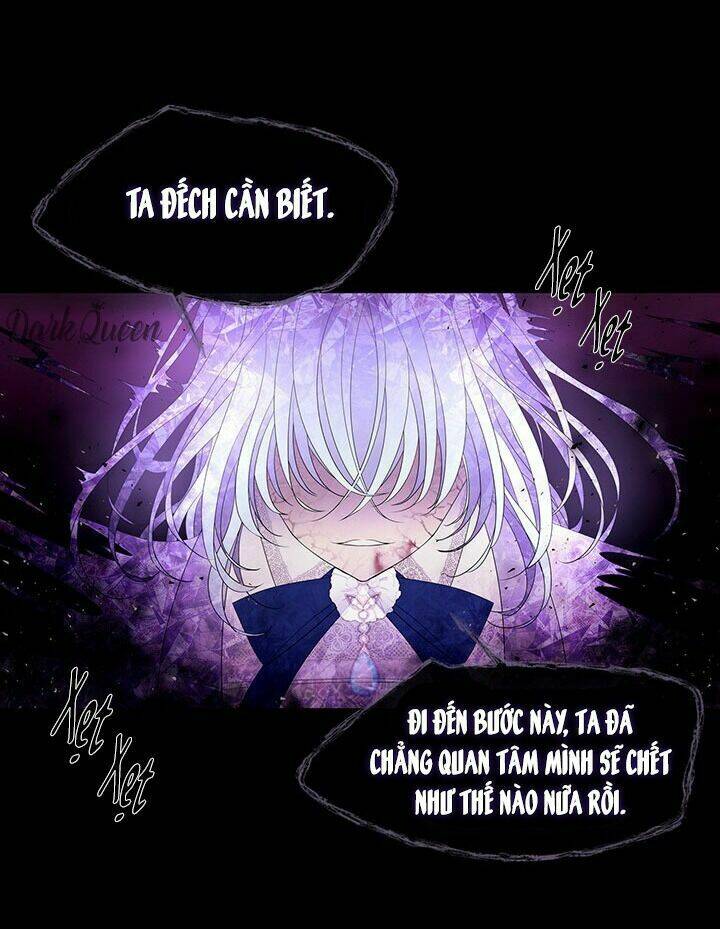 TA ĐẾCH CẦN BIẾT.
Xẹt
Xẹt
DarkQueen
Xẹt
Xẹt
ĐI ĐẾN BƯỚC NÀY, TA ĐÃ
CHẲNG QUAN TÂM MÌNH SẼ CHẾT
NHƯ THẾ NÀO NỮA RỒI.